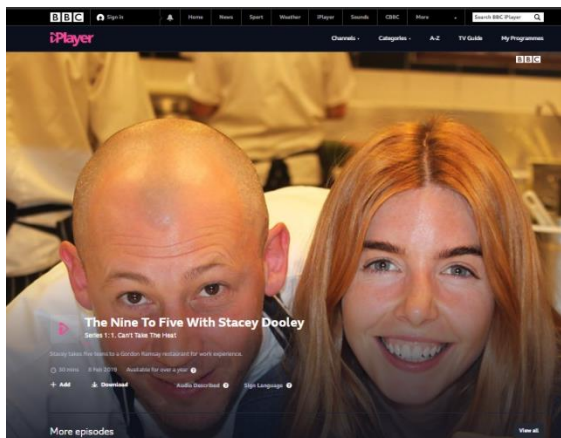 BBC Sign in Home News Sport Weather iPlayer Sounds CBBC More Search BBC iPlayer
iPlayer Channels Categories A-Z TV Guide My Programmes
BBC
The Nine To Five With Stacey Dooley
Series 1: 1. Can't Take The Heat
Stacey takes five teens to a Gordon Ramsay restaurant for work experience.
30 mins 8 Feb 2019 Available for over a year ?
+ Add Download Audio Described ? Sign Language ?
More episodes View all